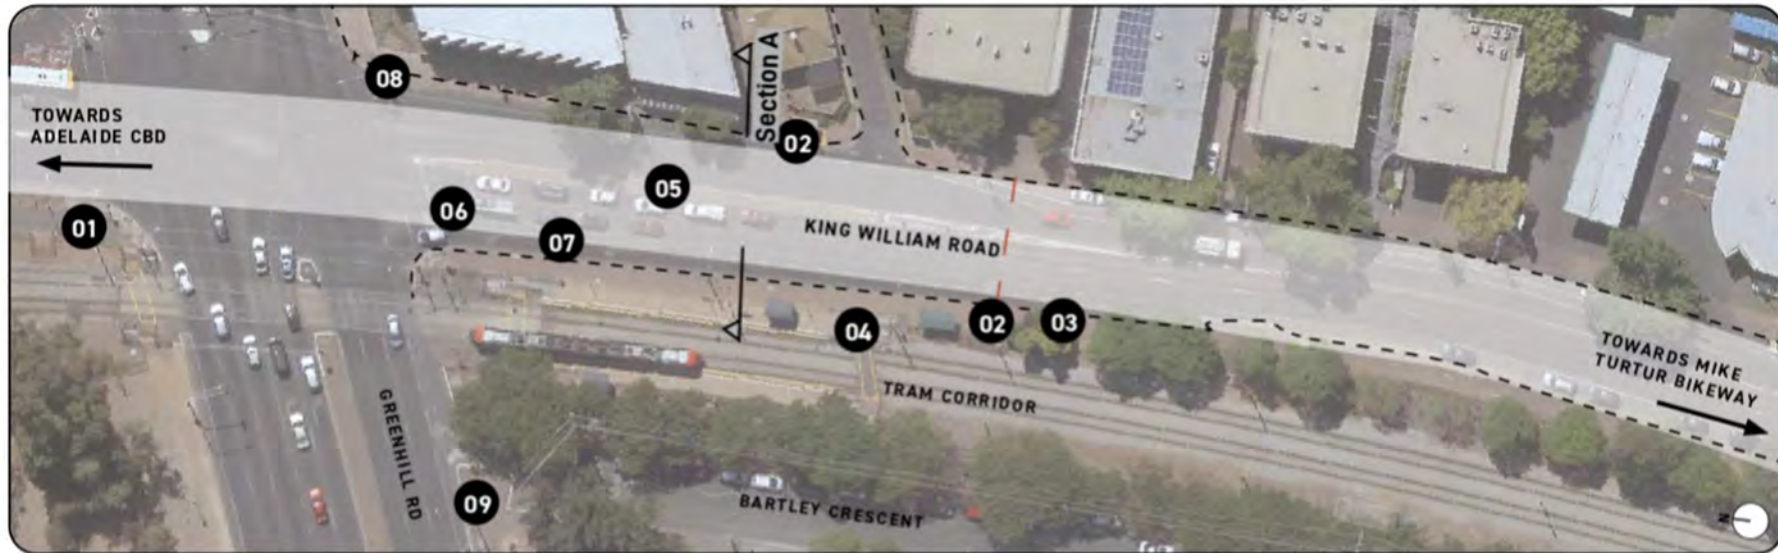 08
Section A
02
TOWARDS
ADELAIDE CBD
05
06
01
07
KING WILLIAM ROAD
04
02
03
TOWARDS MIKE
TURTUR BIKEWAY
TRAM CORRIDOR
GREENHILL RD
09
BARTLEY CRESCENT
N